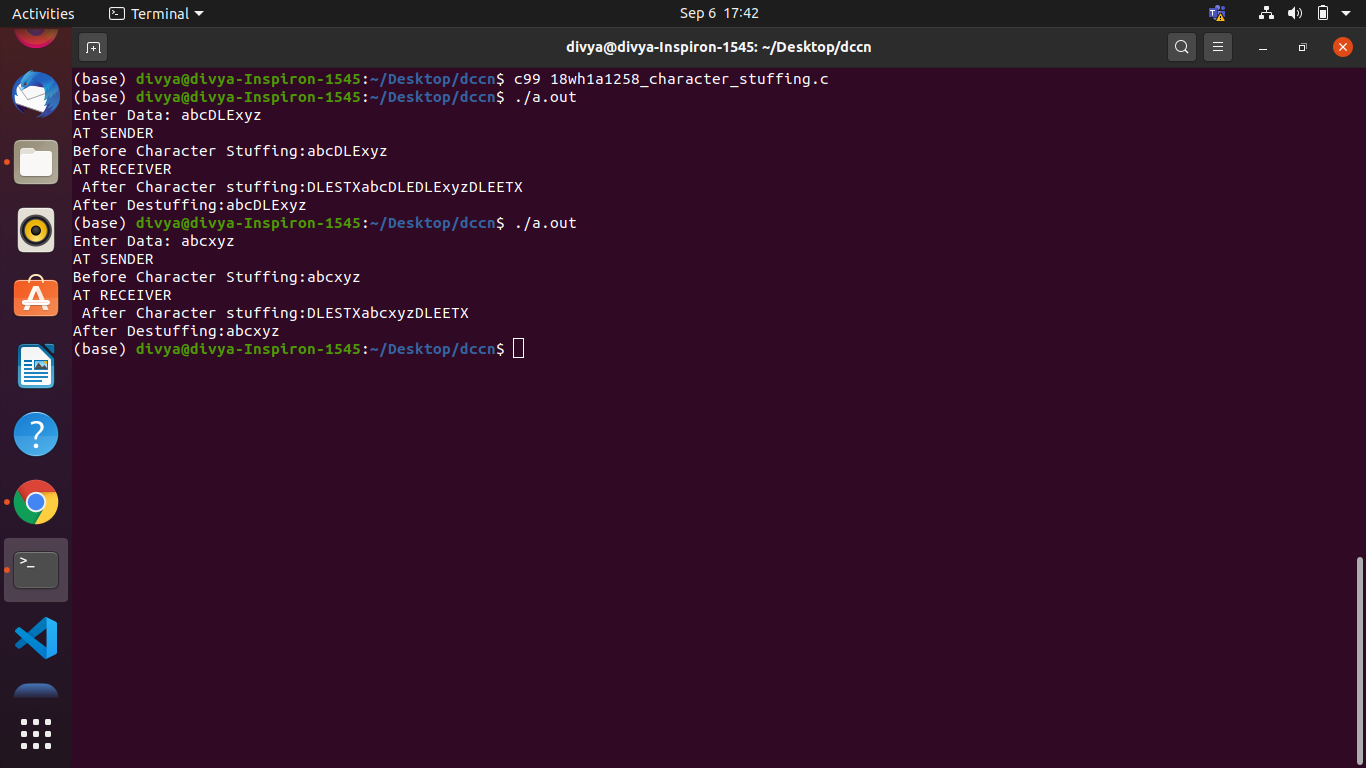 Activities Terminal Sep 6 17:42
divya@divya-Inspiron-1545: ~/Desktop/dccn
(base) divya@divya-Inspiron-1545:~/Desktop/dccn$ c99 18wh1a1258_character_stuffing.c
(base) divya@divya-Inspiron-1545:~/Desktop/dccn$ ./a.out
Enter Data: abcDLExyz
AT SENDER
Before Character Stuffing:abcDLExyz
AT RECEIVER
 After Character stuffing:DLESTXabcDLEDLExyzDLEETX
After Destuffing:abcDLExyz
(base) divya@divya-Inspiron-1545:~/Desktop/dccn$ ./a.out
Enter Data: abcxyz
AT SENDER
Before Character Stuffing:abcxyz
AT RECEIVER
 After Character stuffing:DLESTXabcxyzDLEETX
After Destuffing:abcxyz
(base) divya@divya-Inspiron-1545:~/Desktop/dccn$